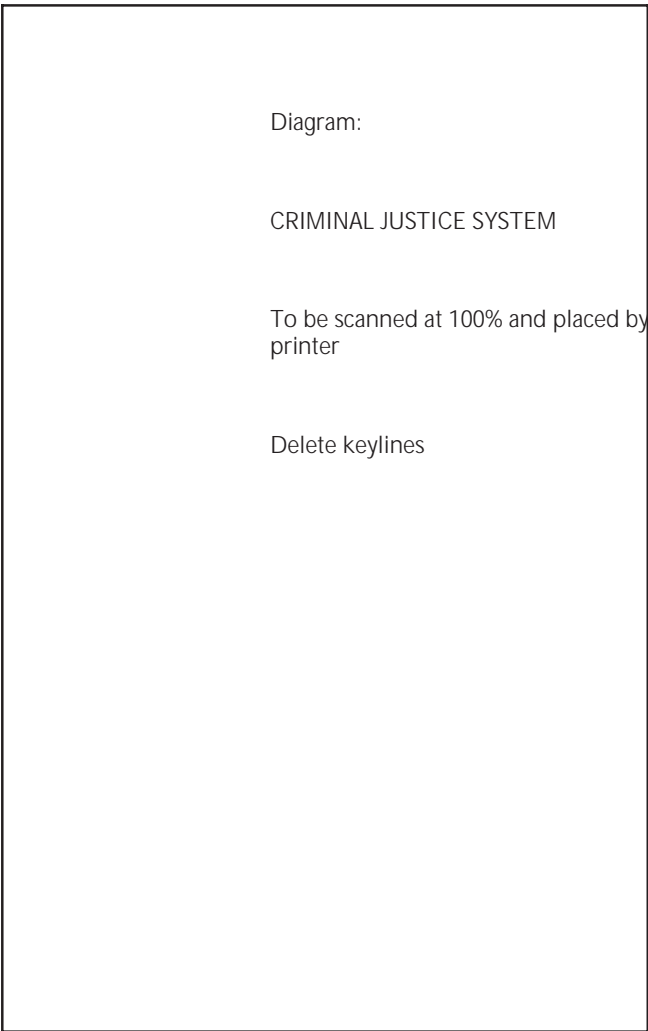 Diagram:
CRIMINAL JUSTICE SYSTEM
To be scanned at 100% and placed by
printer
Delete keylines